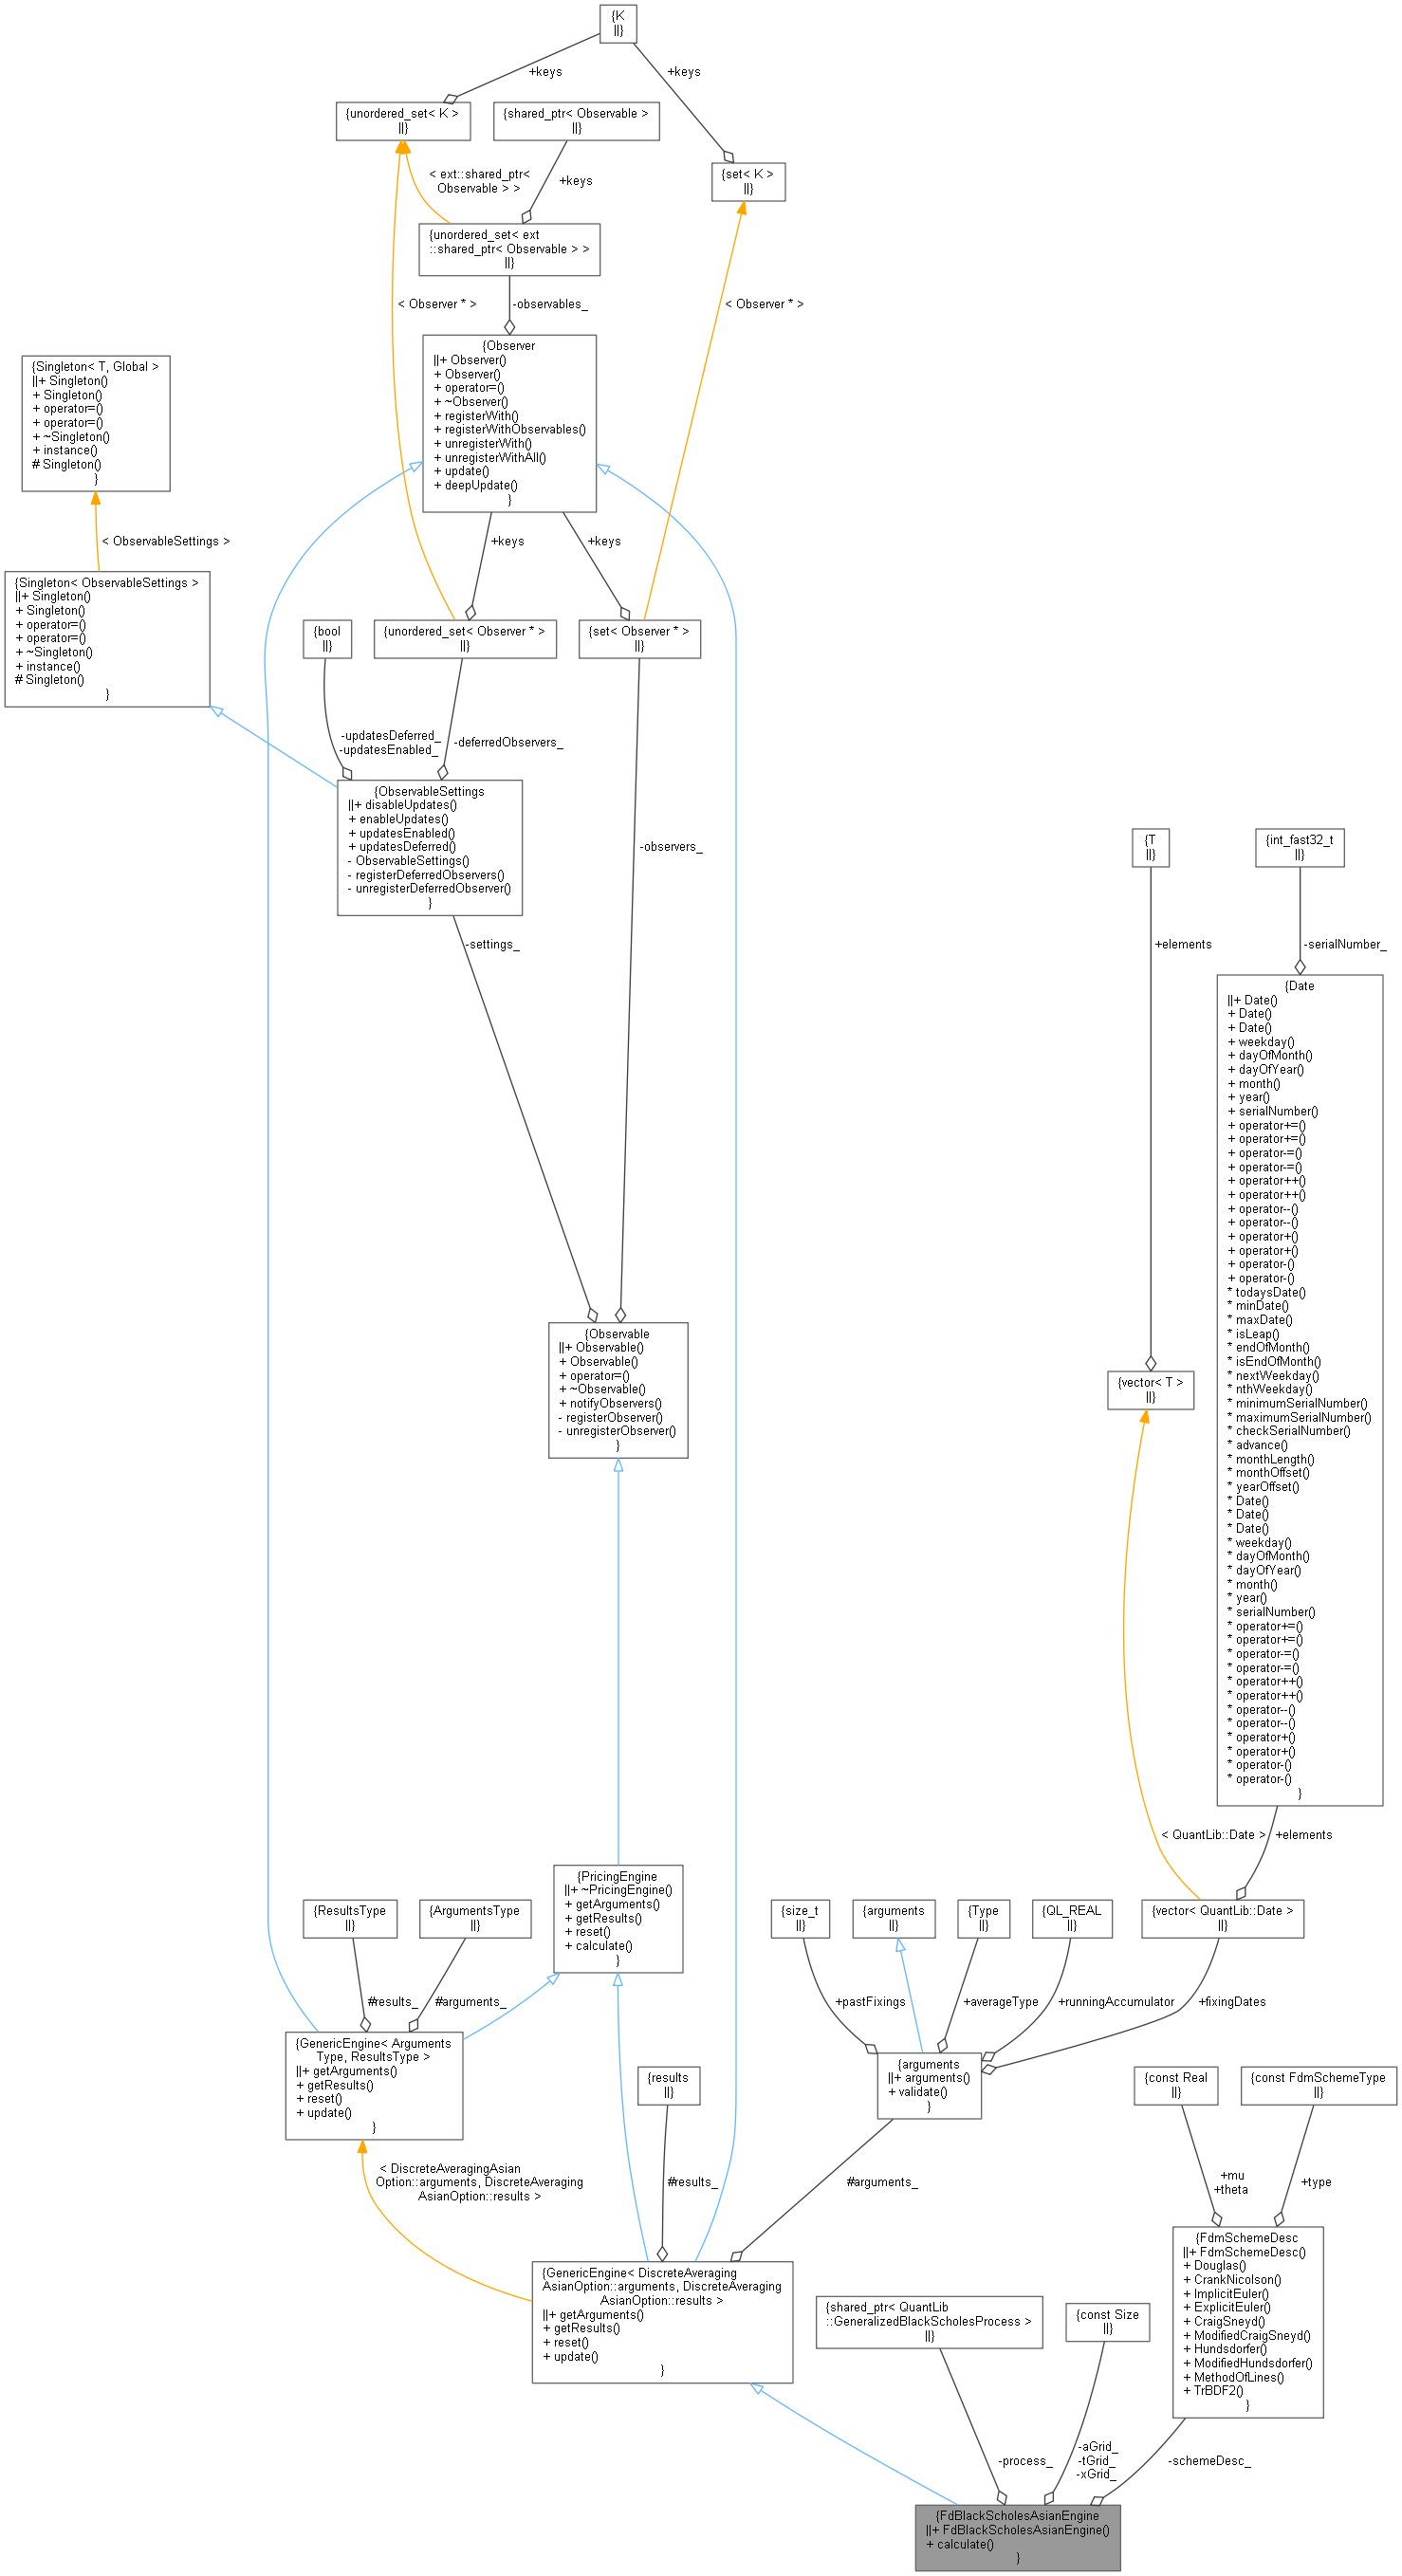 {K
||}
+keys
+keys
{unordered_set< K >
||}
{shared_ptr< Observable >
||}
{set< K >
||}
< ext::shared_ptr<
Observable > >
+keys
{unordered_set< ext
::shared_ptr< Observable > >
||}
< Observer * >
-observables_
< Observer * >
{Observer
||+ Observer()
+ Observer()
+ operator=()
+ ~Observer()
+ registerWith()
+ registerWithObservables()
+ unregisterWith()
+ unregisterWithAll()
+ update()
+ deepUpdate()
}
{Singleton< T, Global >
||+ Singleton()
+ Singleton()
+ operator=()
+ operator=()
+ ~Singleton()
+ instance()
# Singleton()
}
< ObservableSettings >
+keys
+keys
{Singleton< ObservableSettings >
||+ Singleton()
+ Singleton()
+ operator=()
+ operator=()
+ ~Singleton()
+ instance()
# Singleton()
}
{bool
||}
{unordered_set< Observer * >
||}
{set< Observer * >
||}
-updatesDeferred_
-updatesEnabled_
-deferredObservers_
{ObservableSettings
||+ disableUpdates()
+ enableUpdates()
+ updatesEnabled()
+ updatesDeferred()
- ObservableSettings()
- registerDeferredObservers()
- unregisterDeferredObserver()
}
-observers_
{T
||}
{int_fast32_t
||}
-settings_
+elements
-serialNumber_
{Date
||+ Date()
+ Date()
+ Date()
+ weekday()
+ dayOfMonth()
+ dayOfYear()
+ month()
+ year()
+ serialNumber()
+ operator+=()
+ operator+=()
+ operator-=()
+ operator-=()
+ operator++()
+ operator++()
+ operator--()
+ operator--()
+ operator+()
+ operator+()
+ operator-()
+ operator-()
* todaysDate()
* minDate()
* maxDate()
* isLeap()
* endOfMonth()
* isEndOfMonth()
* nextWeekday()
* nthWeekday()
* minimumSerialNumber()
* maximumSerialNumber()
* checkSerialNumber()
* advance()
* monthLength()
* monthOffset()
* yearOffset()
* Date()
* Date()
* Date()
* weekday()
* dayOfMonth()
* dayOfYear()
* month()
* year()
* serialNumber()
* operator+=()
* operator+=()
* operator-=()
* operator-=()
* operator++()
* operator++()
* operator--()
* operator--()
* operator+()
* operator+()
* operator-()
* operator-()
}
{Observable
||+ Observable()
+ Observable()
+ operator=()
+ ~Observable()
+ notifyObservers()
- registerObserver()
- unregisterObserver()
}
{vector< T >
||}
< QuantLib::Date >
+elements
{PricingEngine
||+ ~PricingEngine()
+ getArguments()
+ getResults()
+ reset()
+ calculate()
}
{ResultsType
||}
{ArgumentsType
||}
{size_t
||}
{arguments
||}
{Type
||}
{QL_REAL
||}
{vector< QuantLib::Date >
||}
#results_
#arguments_
+pastFixings
+averageType
+runningAccumulator
+fixingDates
{GenericEngine< Arguments
Type, ResultsType >
||+ getArguments()
+ getResults()
+ reset()
+ update()
}
{results
||}
{arguments
||+ arguments()
+ validate()
}
{const Real
||}
{const FdmSchemeType
||}
< DiscreteAveragingAsian
Option::arguments, DiscreteAveraging
AsianOption::results >
#results_
#arguments_
+mu
+theta
+type
{GenericEngine< DiscreteAveraging
AsianOption::arguments, DiscreteAveraging
AsianOption::results >
||+ getArguments()
+ getResults()
+ reset()
+ update()
}
{shared_ptr< QuantLib
::GeneralizedBlackScholesProcess >
||}
{const Size
||}
{FdmSchemeDesc
||+ FdmSchemeDesc()
+ Douglas()
+ CrankNicolson()
+ ImplicitEuler()
+ ExplicitEuler()
+ CraigSneyd()
+ ModifiedCraigSneyd()
+ Hundsdorfer()
+ ModifiedHundsdorfer()
+ MethodOfLines()
+ TrBDF2()
}
-process_
-aGrid_
-tGrid_
-xGrid_
-schemeDesc_
{FdBlackScholesAsianEngine
||+ FdBlackScholesAsianEngine()
+ calculate()
}